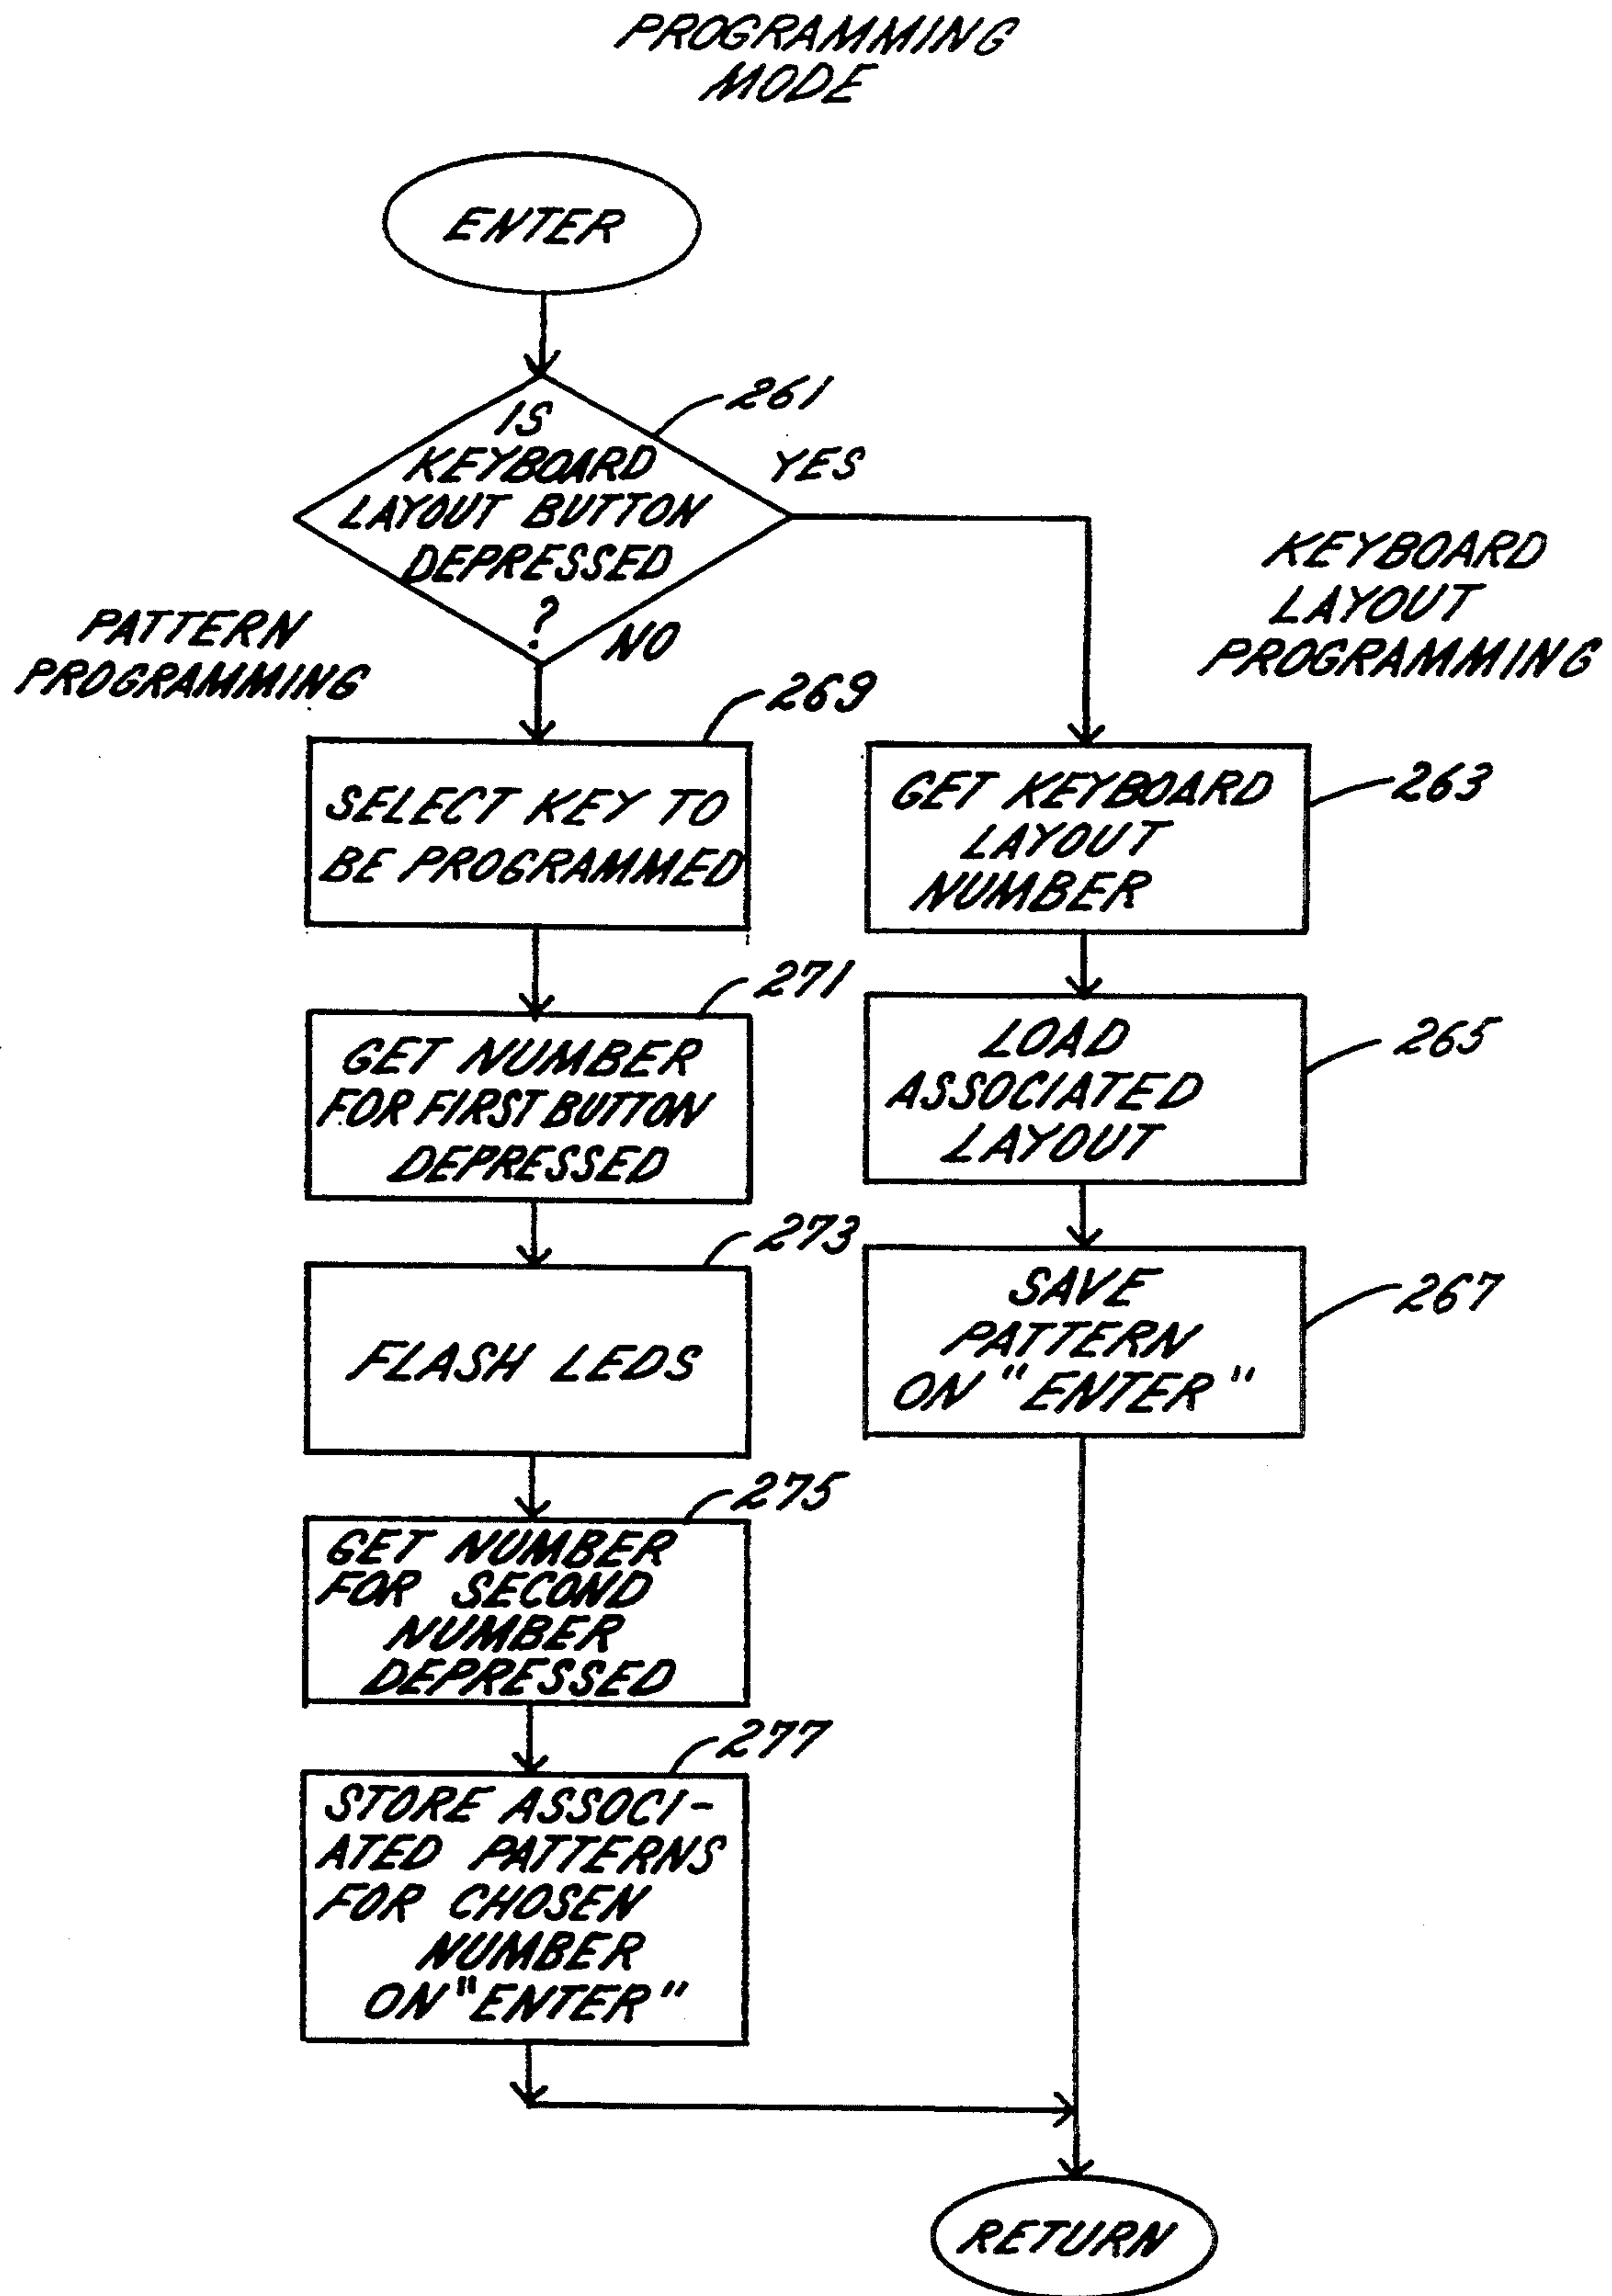 PROGRAMMING
MODE
ENTER
261
IS
KEYBOARD
LAYOUT BUTTON
DEPRESSED
?
YES
NO
PATTERN
PROGRAMMING
KEYBOARD
LAYOUT
PROGRAMMING
269
SELECT KEY TO
BE PROGRAMMED
271
GET NUMBER
FOR FIRST BUTTON
DEPRESSED
273
FLASH LEDS
275
GET NUMBER
FOR SECOND
NUMBER
DEPRESSED
277
STORE ASSOCI-
ATED PATTERNS
FOR CHOSEN
NUMBER
ON "ENTER"
263
GET KEYBOARD
LAYOUT
NUMBER
265
LOAD
ASSOCIATED
LAYOUT
267
SAVE
PATTERN
ON "ENTER"
RETURN